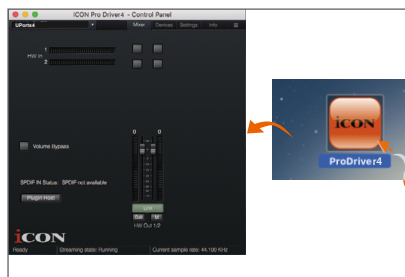 iCON Pro Driver4 - Control Panel
UPorts4
Mixer Devices Settings Info
HW In
1
2
0 0
Volume Bypass
SPDIF IN Status: SPDIF not available
Plugin Host
Link
M
HW Out 1/2
iCON
Ready Streaming state: Running Current sample rate: 44.100 KHz
iCON
ProDriver4